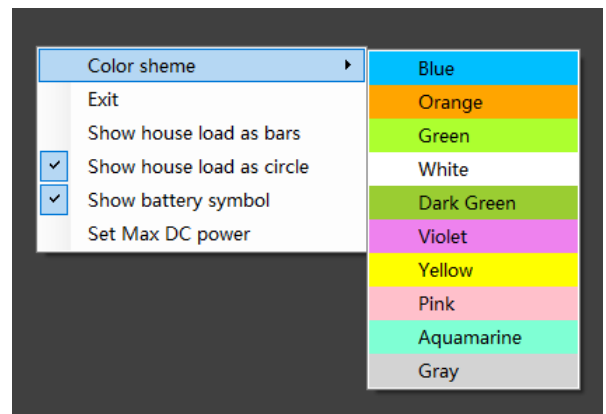 Color sheme
Exit
Show house load as bars
Show house load as circle
Show battery symbol
Set Max DC power
Blue
Orange
Green
White
Dark Green
Violet
Yellow
Pink
Aquamarine
Gray